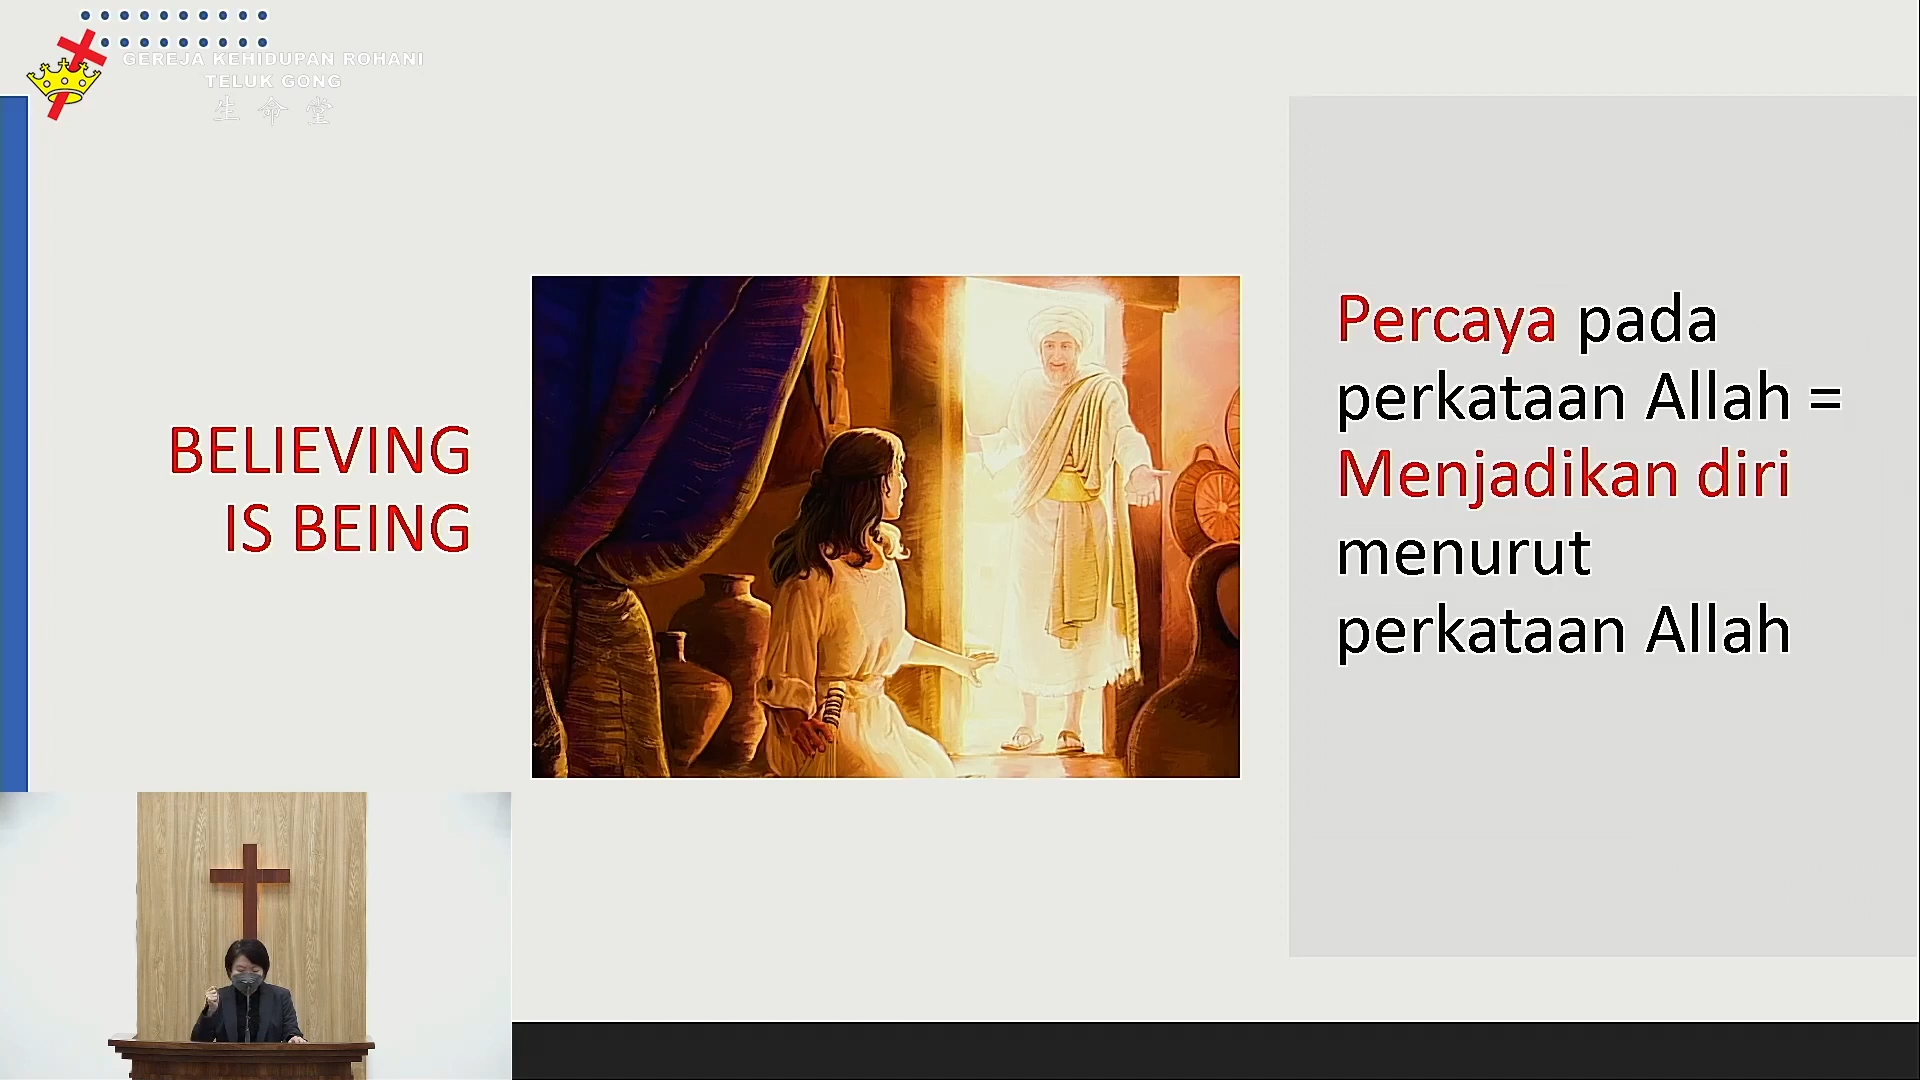 GEREJA KEHIDUPAN ROHANI
TELUK GONG
生命堂
BELIEVING
IS BEING
Percaya pada
perkataan Allah =
Menjadikan diri
menurut
perkataan Allah